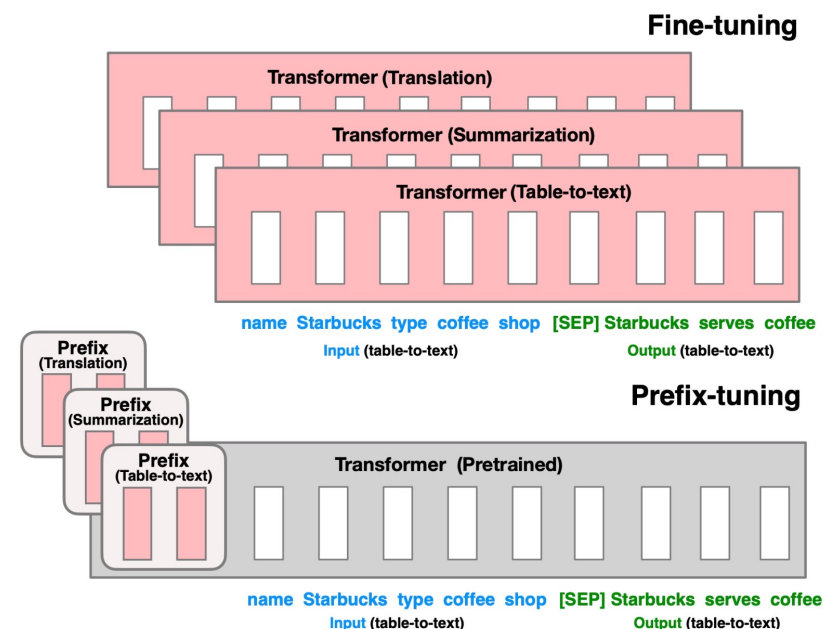 Fine-tuning
Transformer (Translation)
Transformer (Summarization)
Transformer (Table-to-text)
name Starbucks type coffee shop [SEP] Starbucks serves coffee
Input (table-to-text) Output (table-to-text)
Prefix-tuning
Prefix
(Translation)
Prefix
(Summarization)
Prefix
(Table-to-text)
Transformer (Pretrained)
name Starbucks type coffee shop [SEP] Starbucks serves coffee
Input (table-to-text) Output (table-to-text)